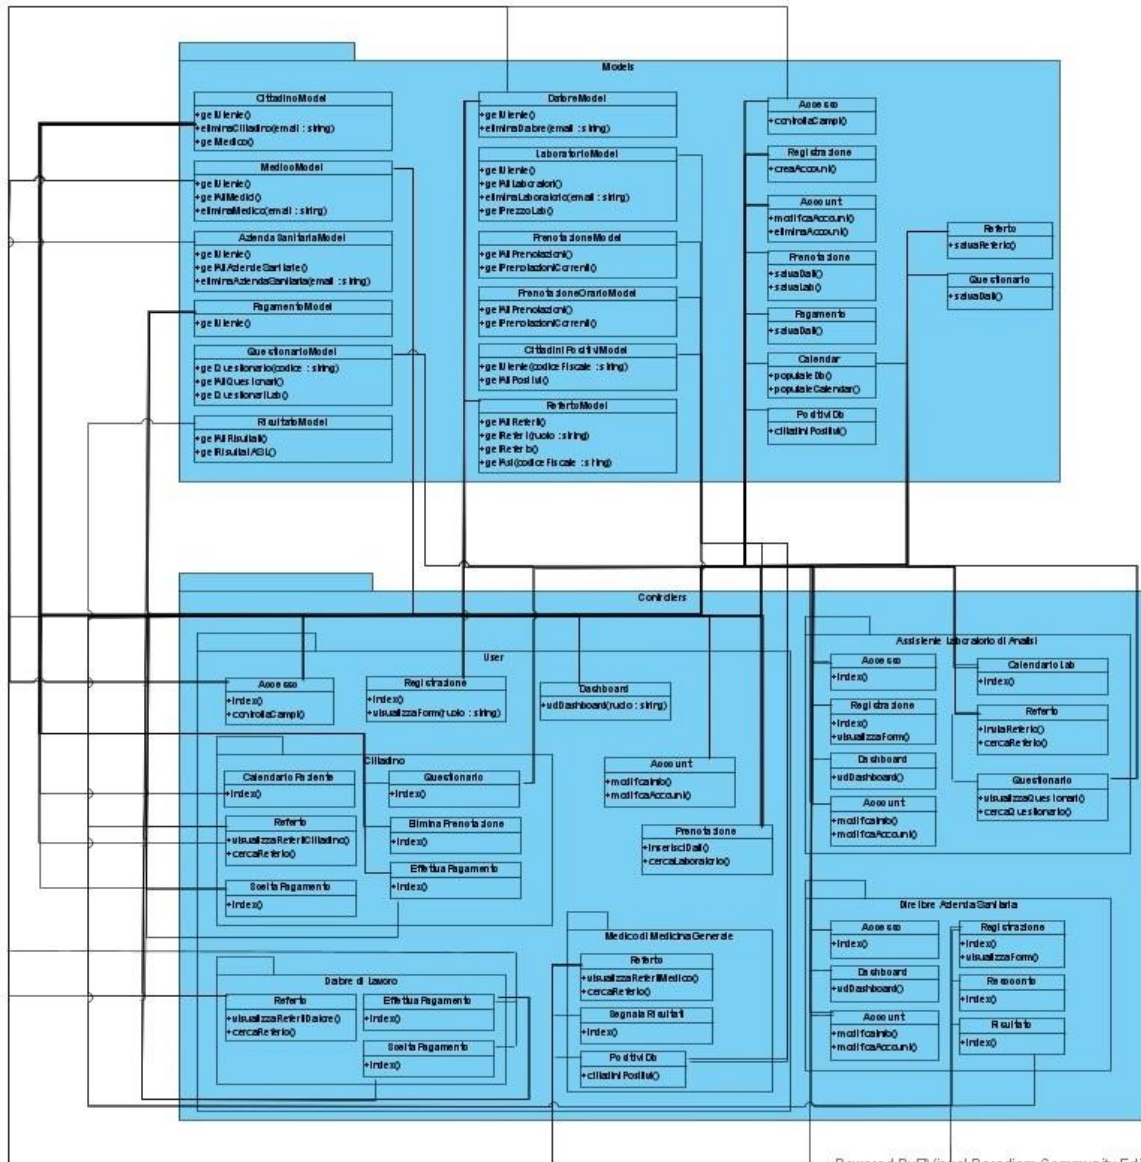 Models
CittadinoModel
+getUtente()
+eliminaCittadino(email : string)
+getMedico()
MedicoModel
+getUtente()
+getAllMedici()
+eliminaMedico(email : string)
AziendaSanitariaModel
+getUtente()
+getAllAziendeSanitarie()
+eliminaAziendaSanitaria(email : string)
PagamentoModel
+getUtente()
QuestionarioModel
+getQuestionario(codice : string)
+getAllQuestionari()
+getQuestionariLab()
RisultatoModel
+getAllRisultati()
+getRisultatiASL()
DatoreModel
+getUtente()
+eliminaDatore(email : string)
LaboratorioModel
+getUtente()
+getAllLaboratori()
+eliminaLaboratorio(email : string)
+getPrezzoLab()
PrenotazioneModel
+getAllPrenotazioni()
+getPrenotazioniCorrenti()
PrenotazioneOrarioModel
+getAllPrenotazioni()
+getPrenotazioniCorrenti()
CittadiniPositiviModel
+getUtente(codiceFiscale : string)
+getAllPositivi()
RefertoModel
+getAllReferti()
+getReferti(ruolo : string)
+getReferto()
+getAsl(codiceFiscale : string)
Accesso
+controllaCampi()
Registrazione
+creaAccount()
Account
+modificaAccount()
+eliminaAccount()
Prenotazione
+salvaDati()
+salvaLab()
Pagamento
+salvaDati()
Calendar
+populateDb()
+populateCalendar()
PositiviDb
+cittadiniPositivi()
Referto
+salvaReferto()
Questionario
+salvaDati()
Controllers
User
Accesso
+index()
+controllaCampi()
Registrazione
+index()
+visualizzaForm(ruolo : string)
Dashboard
+udDashboard(ruolo : string)
Cittadino
Calendario Paziente
+index()
Questionario
+index()
Referto
+visualizzaRefertiCittadino()
+cercaReferto()
Elimina Prenotazione
+index()
Scelta Pagamento
+index()
Effettua Pagamento
+index()
Account
+modificaInfo()
+modificaAccount()
Prenotazione
+inserisciDati()
+cercaLaboratorio()
Datore di Lavoro
Referto
+visualizzaRefertiDatore()
+cercaReferto()
Effettua Pagamento
+index()
Scelta Pagamento
+index()
Medico di Medicina Generale
Referto
+visualizzaRefertiMedico()
+cercaReferto()
Segnala Risultati
+index()
PositiviDb
+cittadiniPositivi()
Assistente Laboratorio di Analisi
Accesso
+index()
Registrazione
+index()
+visualizzaForm()
Dashboard
+udDashboard()
Account
+modificaInfo()
+modificaAccount()
Calendario Lab
+index()
Referto
+inviaReferto()
+cercaReferto()
Questionario
+visualizzaQuestionari()
+cercaQuestionario()
Direttore Azienda Sanitaria
Accesso
+index()
Dashboard
+udDashboard()
Account
+modificaInfo()
+modificaAccount()
Registrazione
+index()
+visualizzaForm()
Resoconto
+index()
Risultato
+index()